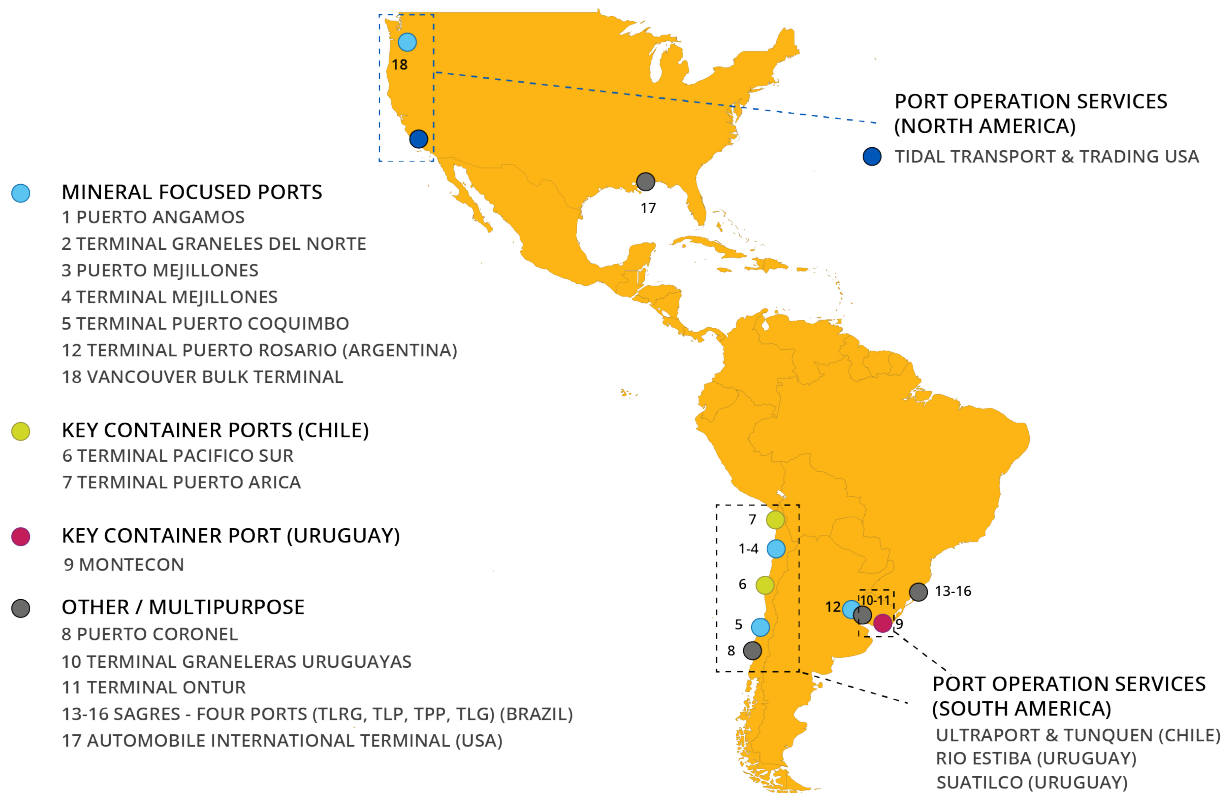 18
PORT OPERATION SERVICES
(NORTH AMERICA)
TIDAL TRANSPORT & TRADING USA
17
MINERAL FOCUSED PORTS
1 PUERTO ANGAMOS
2 TERMINAL GRANELES DEL NORTE
3 PUERTO MEJILLONES
4 TERMINAL MEJILLONES
5 TERMINAL PUERTO COQUIMBO
12 TERMINAL PUERTO ROSARIO (ARGENTINA)
18 VANCOUVER BULK TERMINAL
KEY CONTAINER PORTS (CHILE)
6 TERMINAL PACIFICO SUR
7 TERMINAL PUERTO ARICA
KEY CONTAINER PORT (URUGUAY)
9 MONTECON
OTHER / MULTIPURPOSE
8 PUERTO CORONEL
10 TERMINAL GRANELERAS URUGUAYAS
11 TERMINAL ONTUR
13-16 SAGRES - FOUR PORTS (TLRG, TLP, TPP, TLG) (BRAZIL)
17 AUTOMOBILE INTERNATIONAL TERMINAL (USA)
7
1-4
6
5
8
12
10-11
9
13-16
PORT OPERATION SERVICES
(SOUTH AMERICA)
ULTRAPORT & TUNQUEN (CHILE)
RIO ESTIBA (URUGUAY)
SUATILCO (URUGUAY)